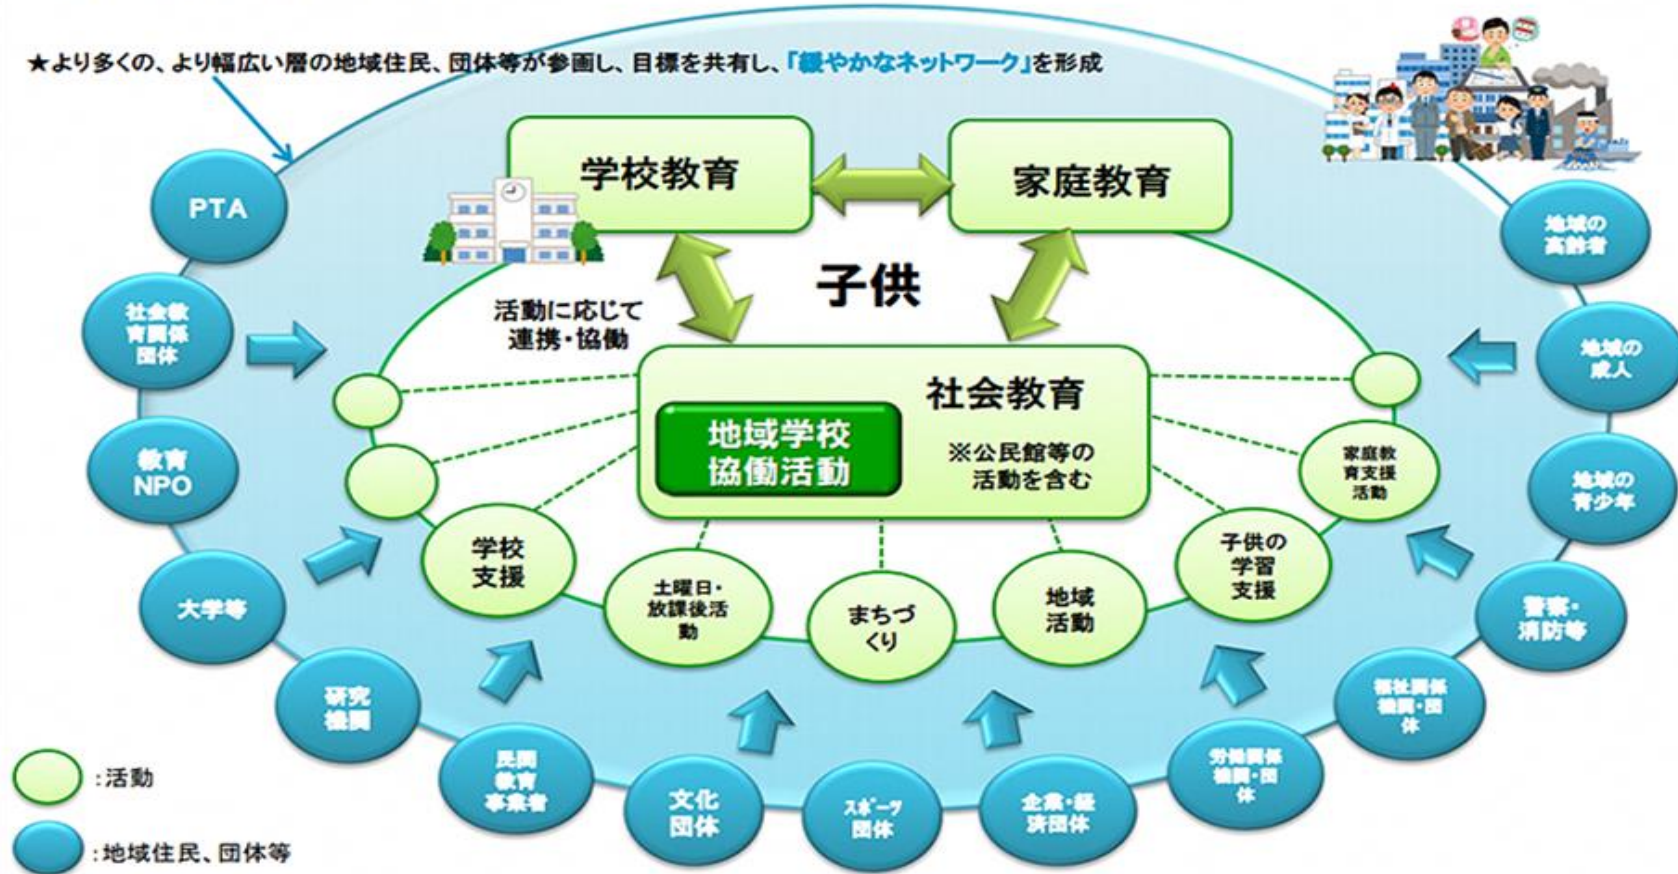 ★より多くの、より幅広い層の地域住民、団体等が参画し、目標を共有し、「緩やかなネットワーク」を形成
学校教育
家庭教育
子供
活動に応じて
連携・協働
社会教育
地域学校
協働活動
※公民館等の
活動を含む
学校
支援
土曜日・
放課後活
動
まちづ
くり
地域
活動
子供の
学習
支援
家庭教
育支援
活動
PTA
社会教
育関係
団体
教育
NPO
大学等
研究
機関
民間
教育
事業者
文化
団体
スポーツ
団体
企業・経
済団体
労働関係
機関・団
体
福祉関係
機関・団
体
警察・
消防等
地域の
青少年
地域の
成人
地域の
高齢者
:活動
:地域住民、団体等